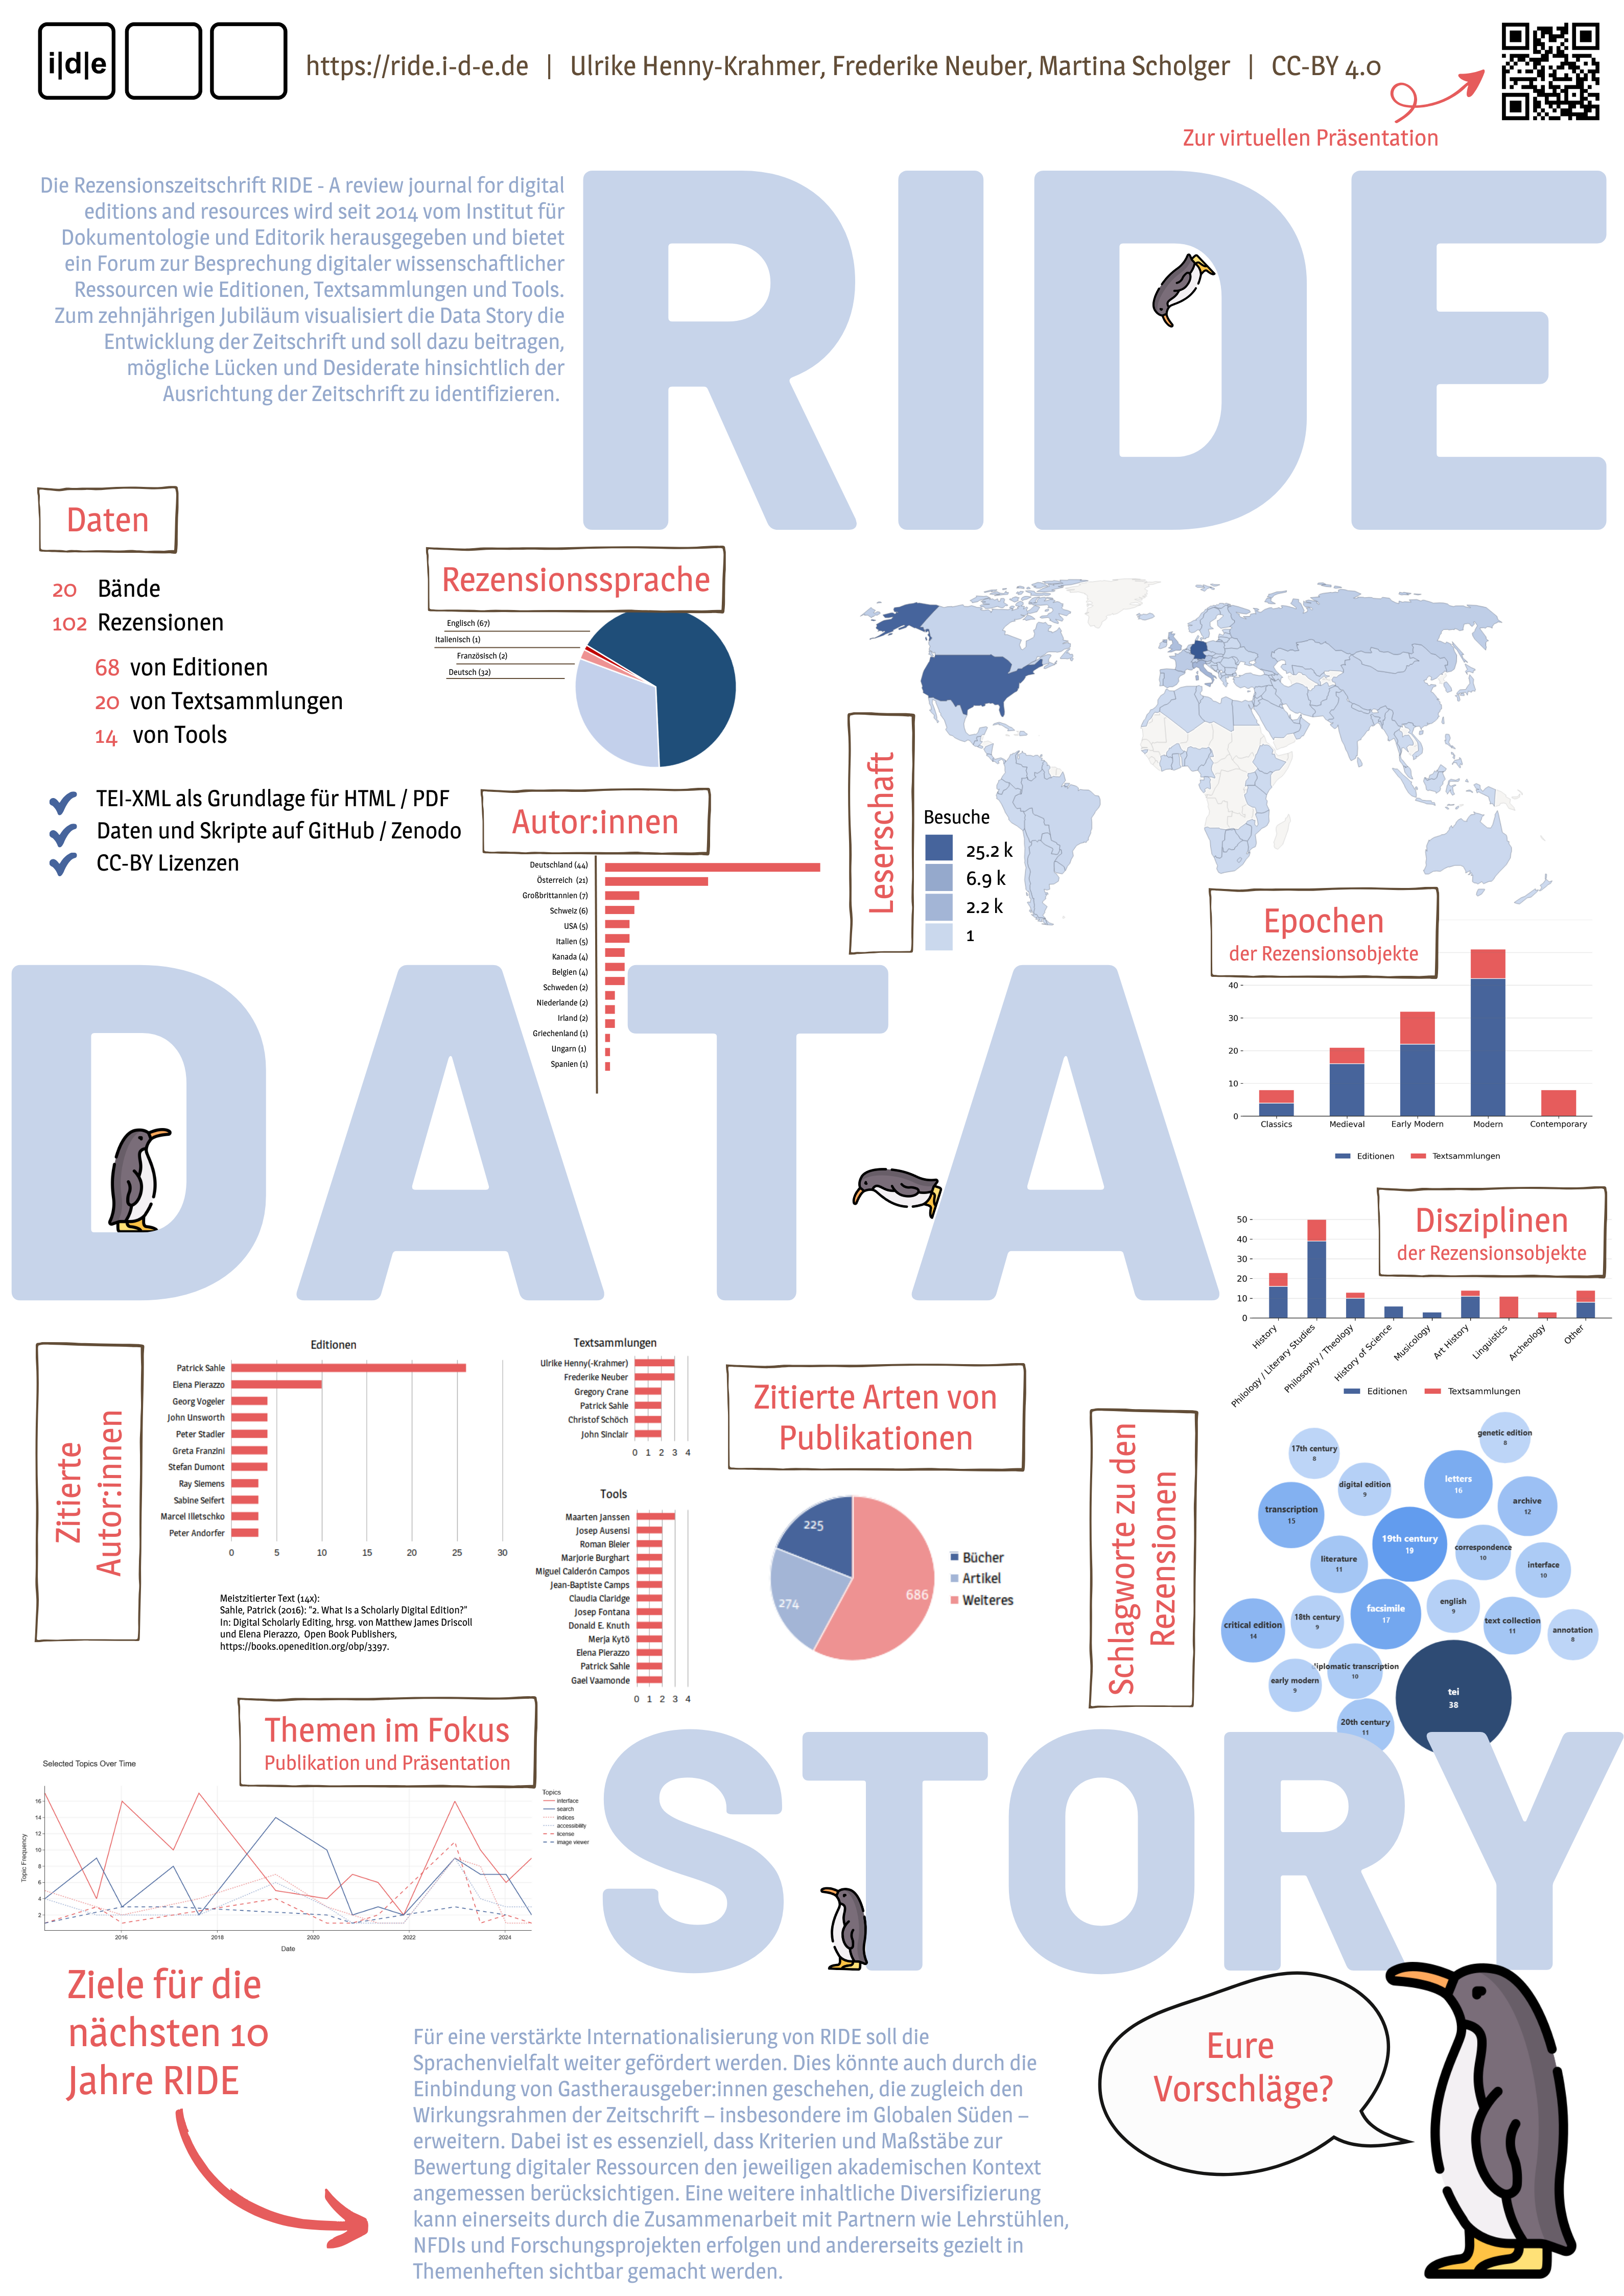 i|d|e
https://ride.i-d-e.de | Ulrike Henny-Krahmer, Frederike Neuber, Martina Scholger | CC-BY 4.0
Zur virtuellen Präsentation
Die Rezensionszeitschrift RIDE - A review journal for digital
editions and resources wird seit 2014 vom Institut für
Dokumentologie und Editorik herausgegeben und bietet
ein Forum zur Besprechung digitaler wissenschaftlicher
Ressourcen wie Editionen, Textsammlungen und Tools.
Zum zehnjährigen Jubiläum visualisiert die Data Story die
Entwicklung der Zeitschrift und soll dazu beitragen,
mögliche Lücken und Desiderate hinsichtlich der
Ausrichtung der Zeitschrift zu identifizieren.
RIDE
Daten
20 Bände
102 Rezensionen
68 von Editionen
20 von Textsammlungen
14 von Tools
TEI-XML als Grundlage für HTML / PDF
Daten und Skripte auf GitHub / Zenodo
CC-BY Lizenzen
Rezensionssprache
Englisch (67)
Italienisch (1)
Französisch (2)
Deutsch (32)
Autor:innen
Deutschland (44)
Österreich (21)
Großbrittannien (7)
Schweiz (6)
USA (5)
Italien (5)
Kanada (4)
Belgien (4)
Schweden (2)
Niederlande (2)
Irland (2)
Griechenland (1)
Ungarn (1)
Spanien (1)
Leserschaft
Besuche
25.2 k
6.9 k
2.2 k
1
Epochen
der Rezensionsobjekte
40
30
20
10
0
Classics Medieval Early Modern Modern Contemporary
Editionen Textsammlungen
DATA
Disziplinen
der Rezensionsobjekte
50
40
30
20
10
0
History
Philology / Literary Studies
Philosophy / Theology
History of Science
Musicology
Art History
Linguistics
Archeology
Other
Editionen Textsammlungen
Zitierte
Autor:innen
Editionen
Patrick Sahle
Elena Pierazzo
Georg Vogeler
John Unsworth
Peter Stadler
Greta Franzini
Stefan Dumont
Ray Siemens
Sabine Seifert
Marcel Illetschko
Peter Andorfer
0 5 10 15 20 25 30
Meistzitierter Text (14x):
Sahle, Patrick (2016): "2. What Is a Scholarly Digital Edition?"
In: Digital Scholarly Editing, hrsg. von Matthew James Driscoll
und Elena Pierazzo, Open Book Publishers,
https://books.openedition.org/obp/3397.
Textsammlungen
Ulrike Henny(-Krahmer)
Frederike Neuber
Gregory Crane
Patrick Sahle
Christof Schöch
John Sinclair
0 1 2 3 4
Tools
Maarten Janssen
Josep Ausensi
Roman Bleier
Marjorie Burghart
Miguel Calderón Campos
Jean-Baptiste Camps
Claudia Claridge
Josep Fontana
Donald E. Knuth
Merja Kytö
Elena Pierazzo
Patrick Sahle
Gael Vaamonde
0 1 2 3 4
Zitierte Arten von
Publikationen
225
274
686
Bücher
Artikel
Weiteres
Schlagworte zu den
Rezensionen
genetic edition
8
17th century
8
digital edition
9
letters
16
transcription
15
archive
12
19th century
19
literature
11
correspondence
10
interface
10
facsimile
17
english
9
critical edition
14
18th century
9
text collection
11
annotation
8
diplomatic transcription
10
early modern
9
tei
38
20th century
11
Themen im Fokus
Publikation und Präsentation
Selected Topics Over Time
Topic Frequency
16
14
12
10
8
6
4
2
2016 2018 2020 2022 2024
Date
Topics
interface
search
indices
accessibility
license
image viewer
STORY
Ziele für die
nächsten 10
Jahre RIDE
Für eine verstärkte Internationalisierung von RIDE soll die
Sprachenvielfalt weiter gefördert werden. Dies könnte auch durch die
Einbindung von Gastherausgeber:innen geschehen, die zugleich den
Wirkungsrahmen der Zeitschrift – insbesondere im Globalen Süden –
erweitern. Dabei ist es essenziell, dass Kriterien und Maßstäbe zur
Bewertung digitaler Ressourcen den jeweiligen akademischen Kontext
angemessen berücksichtigen. Eine weitere inhaltliche Diversifizierung
kann einerseits durch die Zusammenarbeit mit Partnern wie Lehrstühlen,
NFDIs und Forschungsprojekten erfolgen und andererseits gezielt in
Themenheften sichtbar gemacht werden.
Eure
Vorschläge?